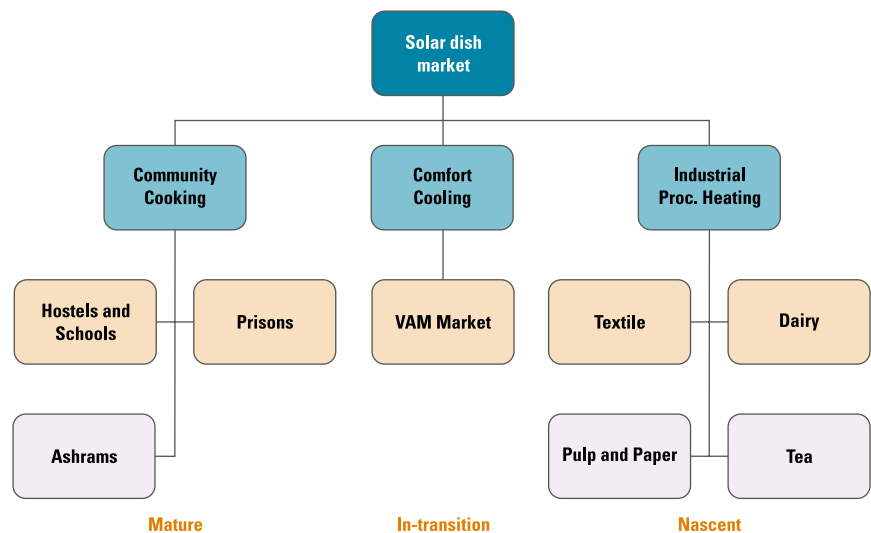 Solar dish
market
Community
Cooking
Comfort
Cooling
Industrial
Proc. Heating
Hostels and
Schools
Prisons
VAM Market
Textile
Dairy
Ashrams
Pulp and Paper
Tea
Mature
In-transition
Nascent